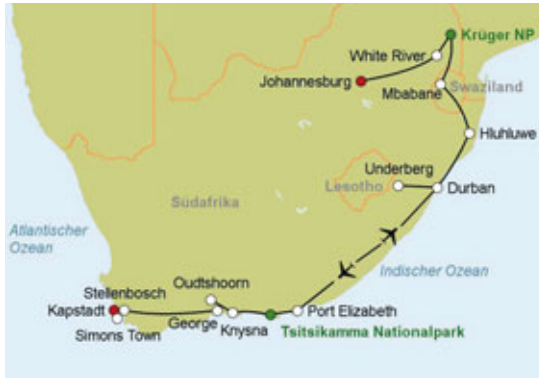 Krüger NP
White River
Johannesburg
Mbabane
Swaziland
Hluhluwe
Underberg
Lesotho
Durban
Südafrika
Atlantischer
Ozean
Indischer Ozean
Oudtshoorn
Stellenbosch
Kapstadt
George
Port Elizabeth
Knysna
Simons Town
Tsitsikamma Nationalpark